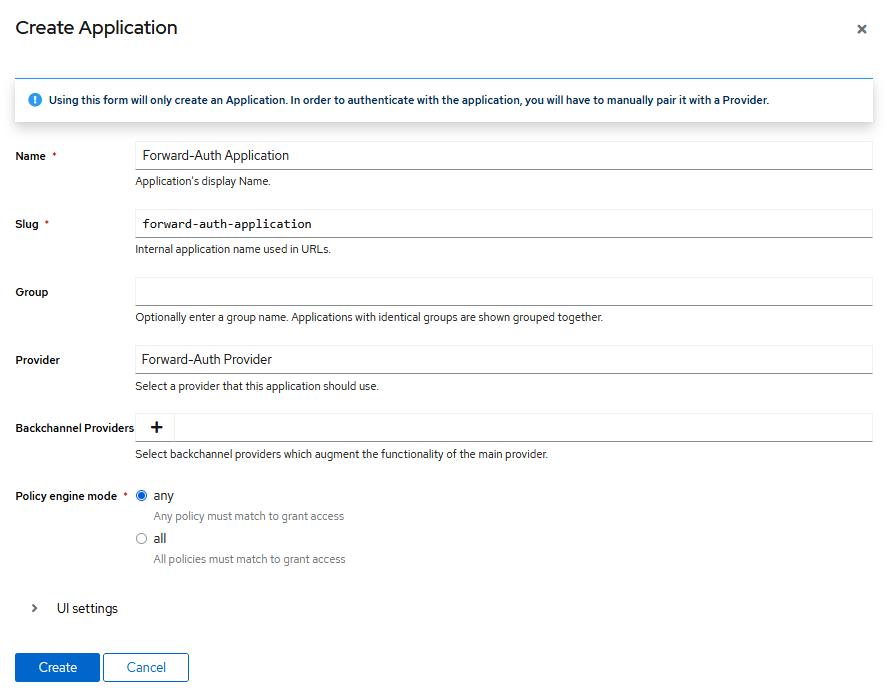 Create Application
Using this form will only create an Application. In order to authenticate with the application, you will have to manually pair it with a Provider.
Name *
Forward-Auth Application
Application's display Name.
Slug *
forward-auth-application
Internal application name used in URLs.
Group
Optionally enter a group name. Applications with identical groups are shown grouped together.
Provider
Forward-Auth Provider
Select a provider that this application should use.
Backchannel Providers
Select backchannel providers which augment the functionality of the main provider.
Policy engine mode *
any
Any policy must match to grant access
all
All policies must match to grant access
UI settings
Create
Cancel